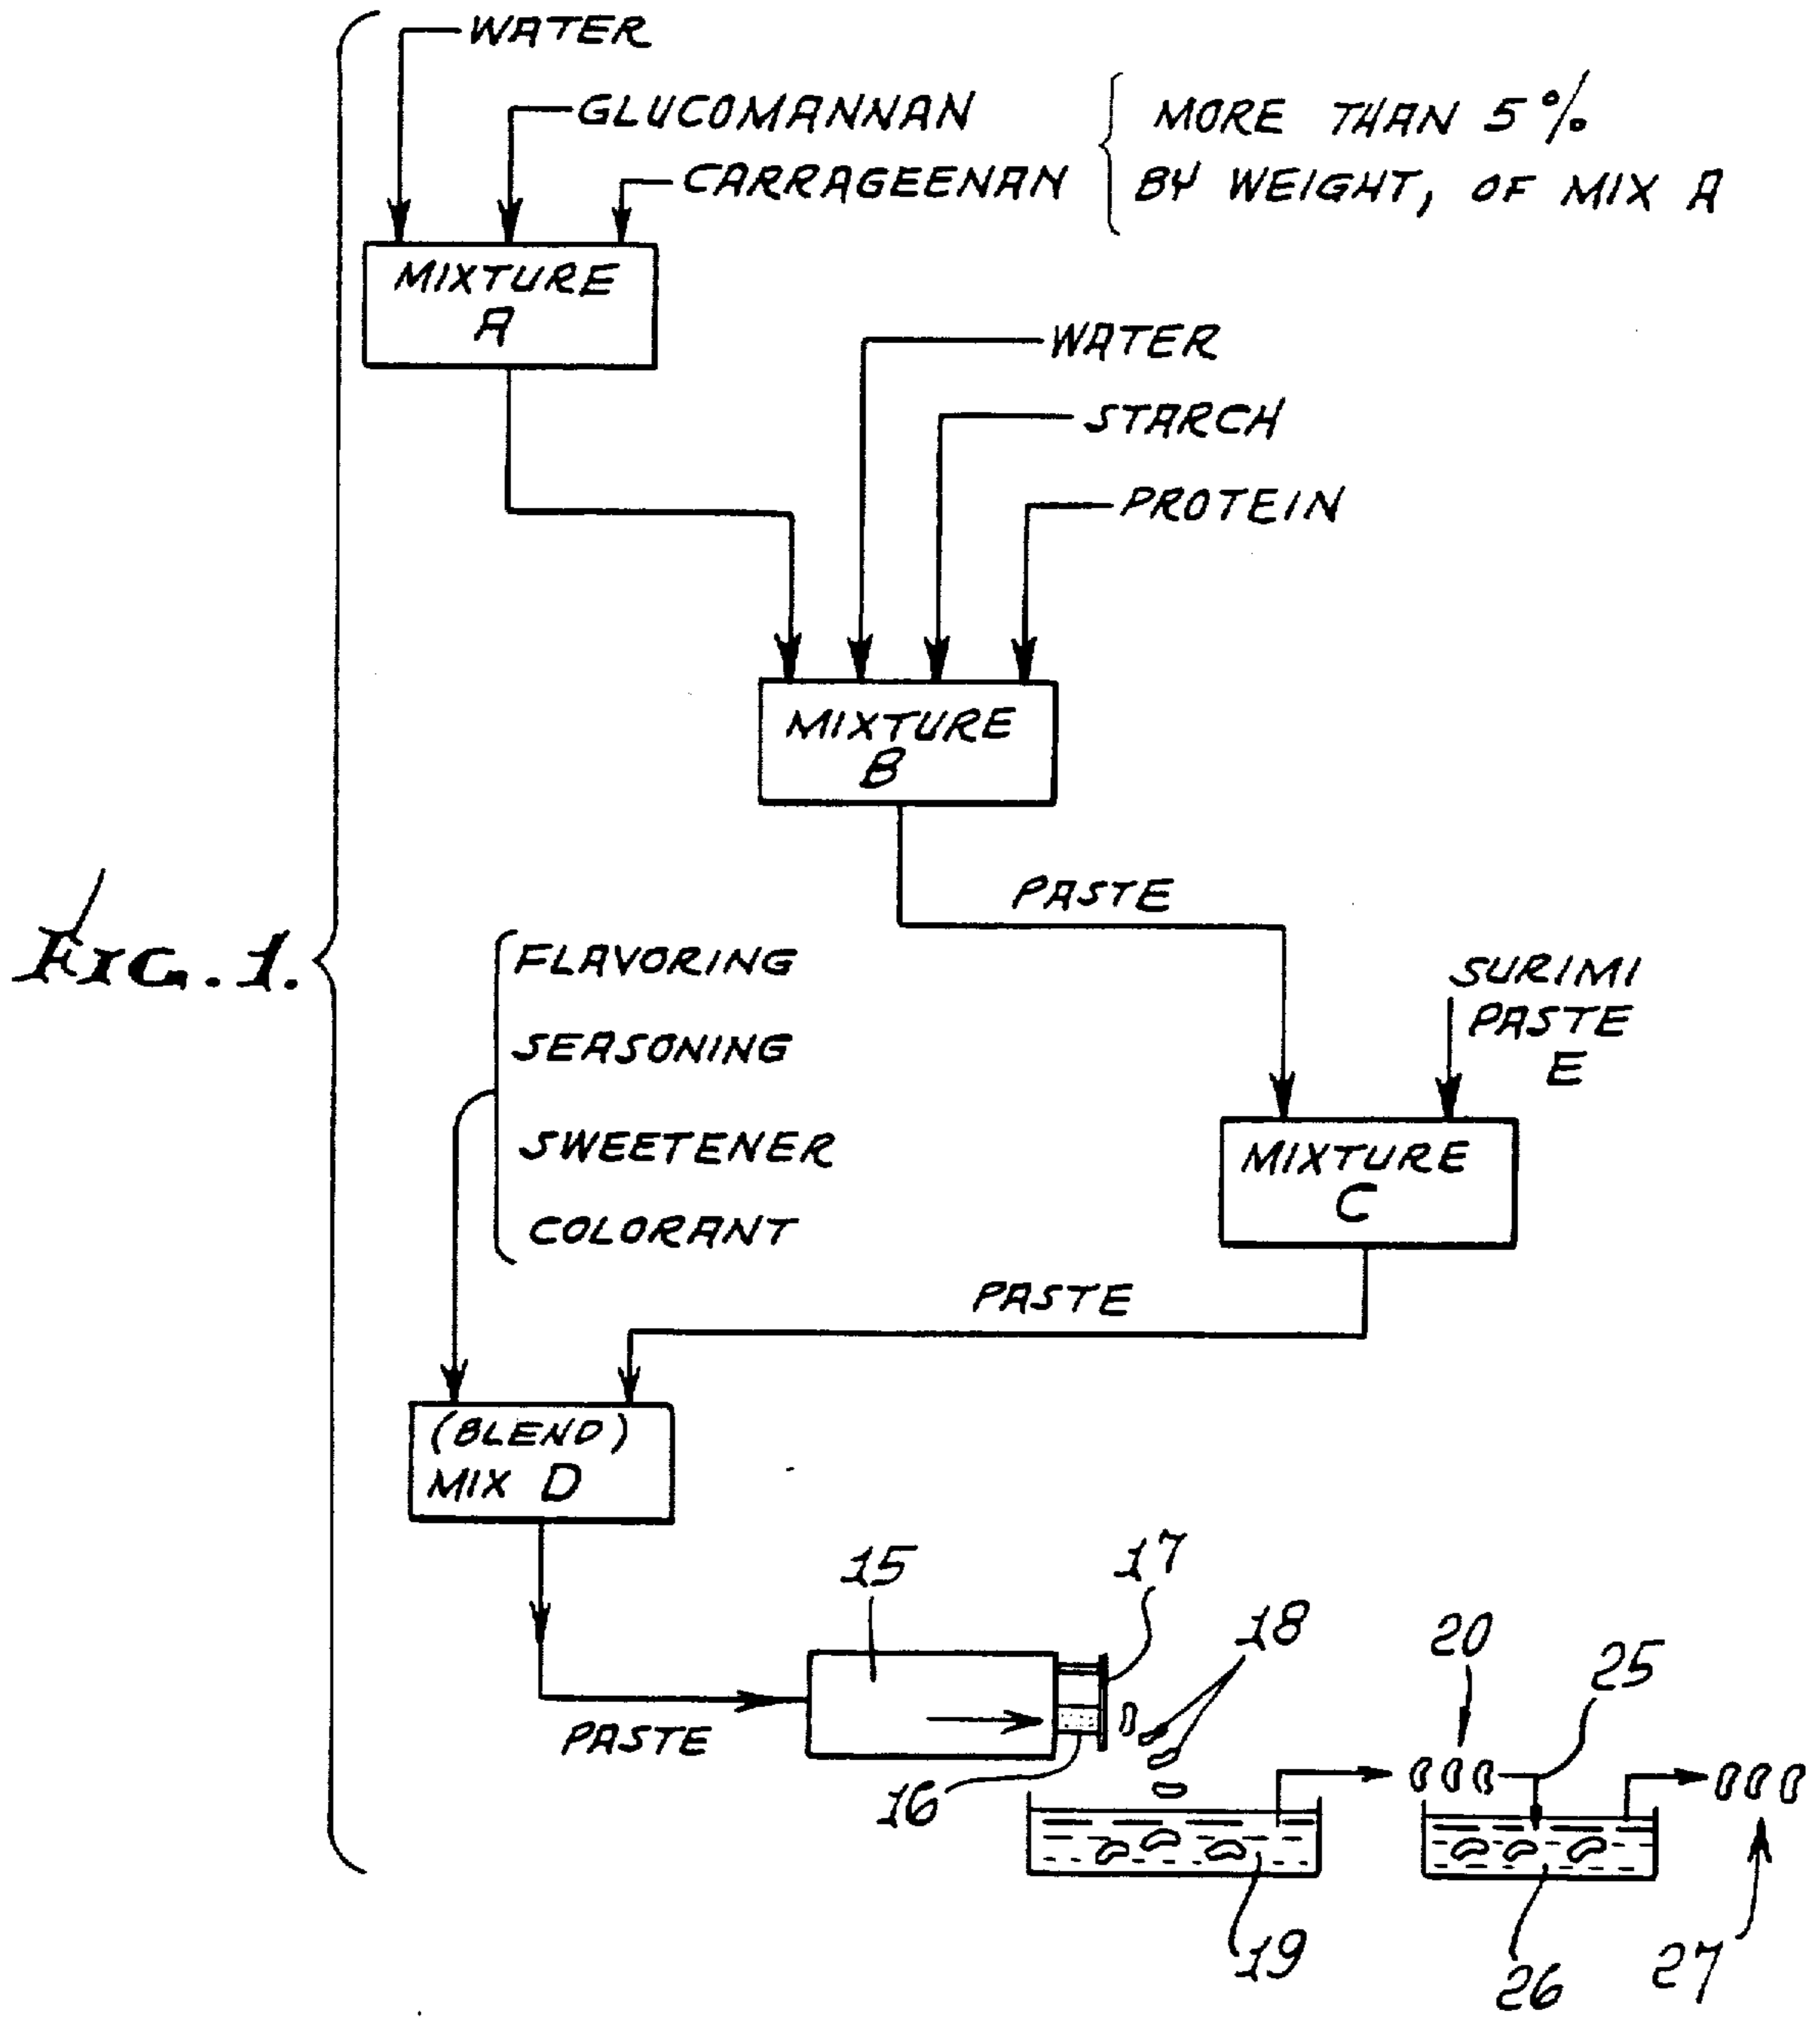 WATER
GLUCOMANNAN
CARRAGEENAN
MORE THAN 5%
BY WEIGHT, OF MIX A
MIXTURE
A
WATER
STARCH
PROTEIN
MIXTURE
B
PASTE
FIG. 1.
FLAVORING
SEASONING
SWEETENER
COLORANT
SURIMI
PASTE
E
MIXTURE
C
PASTE
(BLEND)
MIX D
PASTE
15
17
18
16
20
25
19
26
27